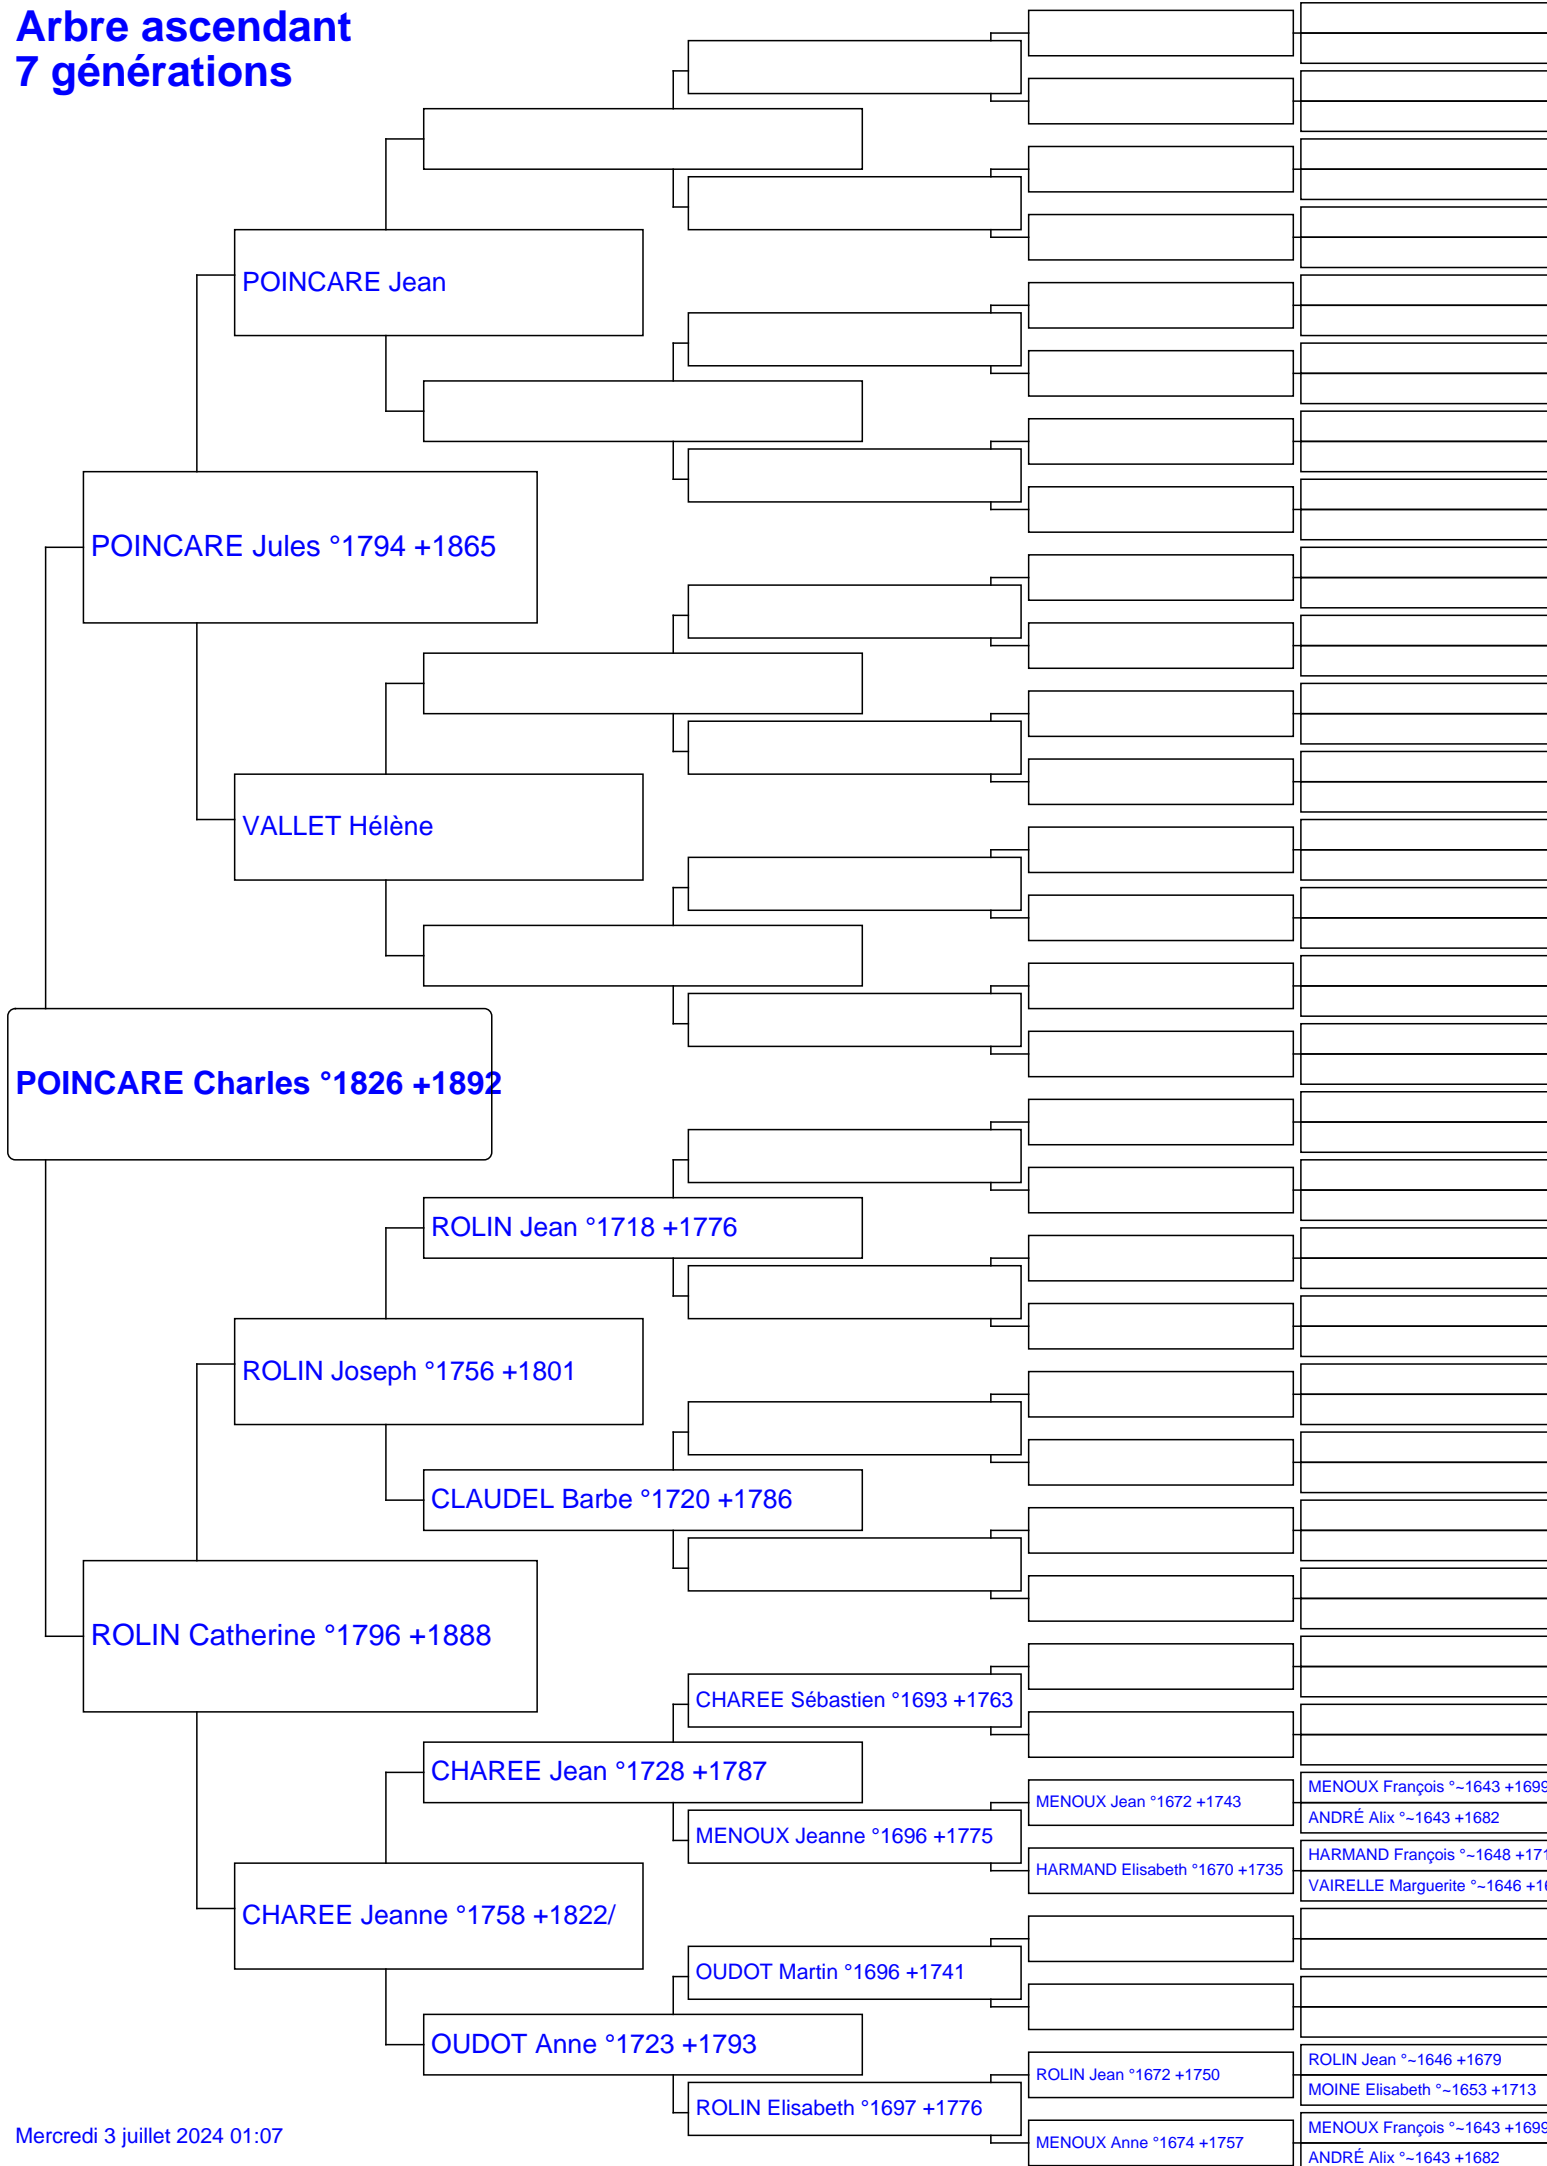 Arbre ascendant
7 générations
POINCARE Jean
POINCARE Jules °1794 +1865
VALLET Hélène
POINCARE Charles °1826 +1892
ROLIN Jean °1718 +1776
ROLIN Joseph °1756 +1801
CLAUDEL Barbe °1720 +1786
ROLIN Catherine °1796 +1888
CHAREE Sébastien °1693 +1763
CHAREE Jean °1728 +1787
MENOUX François °~1643 +1699
MENOUX Jean °1672 +1743
ANDRÉ Alix °~1643 +1682
MENOUX Jeanne °1696 +1775
HARMAND François °~1648 +171
HARMAND Elisabeth °1670 +1735
VAIRELLE Marguerite °~1646 +16
CHAREE Jeanne °1758 +1822/
OUDOT Martin °1696 +1741
OUDOT Anne °1723 +1793
ROLIN Jean °~1646 +1679
ROLIN Jean °1672 +1750
MOINE Elisabeth °~1653 +1713
ROLIN Elisabeth °1697 +1776
MENOUX François °~1643 +1699
MENOUX Anne °1674 +1757
ANDRÉ Alix °~1643 +1682
Mercredi 3 juillet 2024 01:07